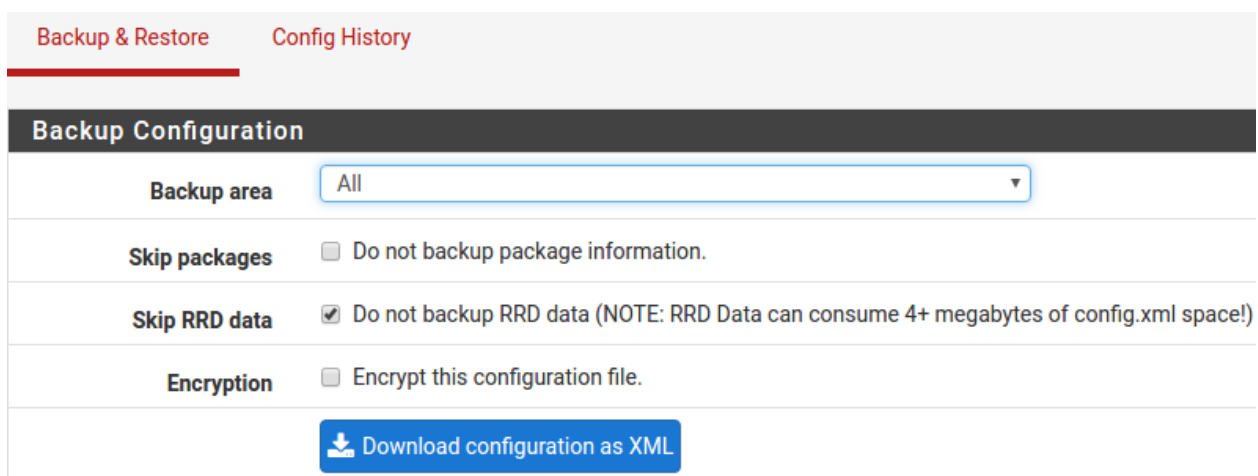 Backup & Restore Config History
Backup Configuration
Backup area All
Skip packages Do not backup package information.
Skip RRD data Do not backup RRD data (NOTE: RRD Data can consume 4+ megabytes of config.xml space!)
Encryption Encrypt this configuration file.
Download configuration as XML